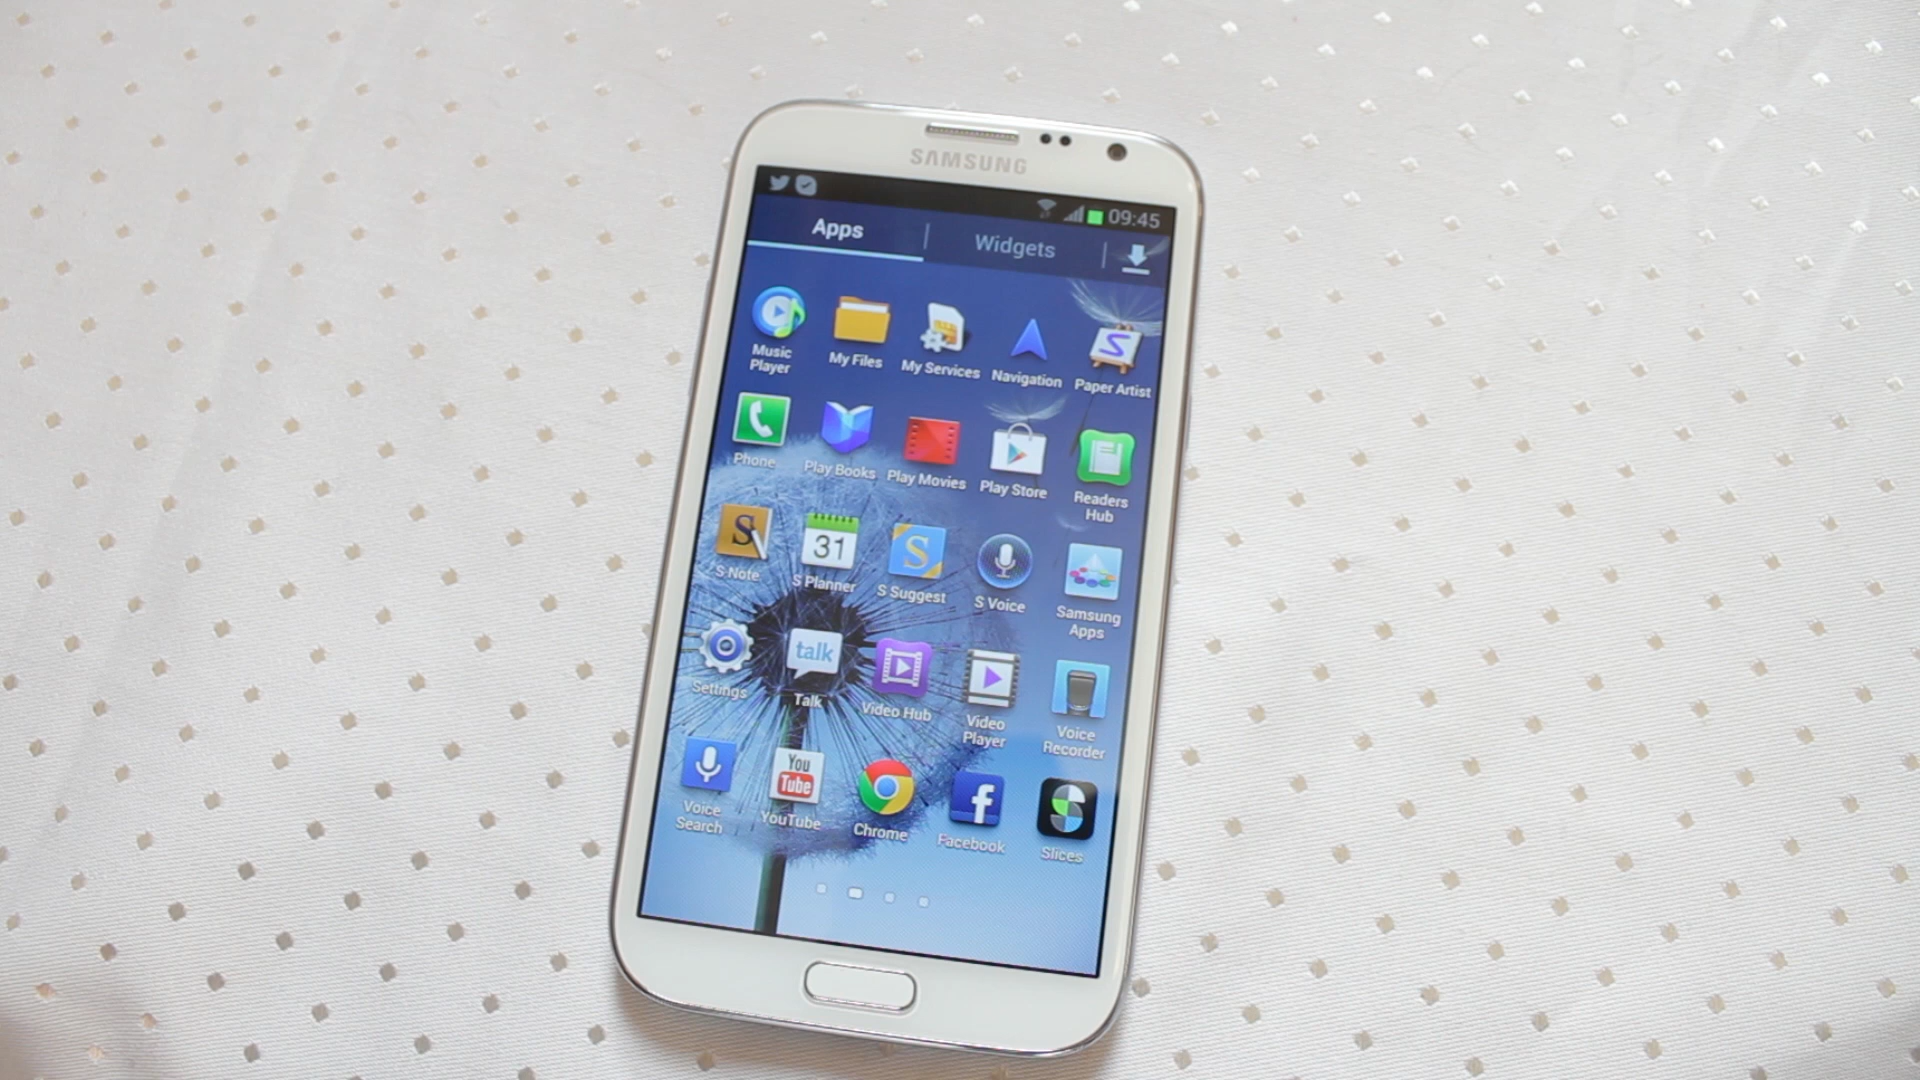 SAMSUNG
09:45
Apps
Widgets
Music
Player
My Files
My Services
Navigation
S
Paper Artist
Phone
Play Books
Play Movies
Play Store
Readers
Hub
S
S Note
31
S Planner
S
S Suggest
S Voice
Samsung
Apps
Settings
talk
Talk
Video Hub
Video
Player
Voice
Recorder
Voice
Search
You
Tube
YouTube
Chrome
f
Facebook
Slices